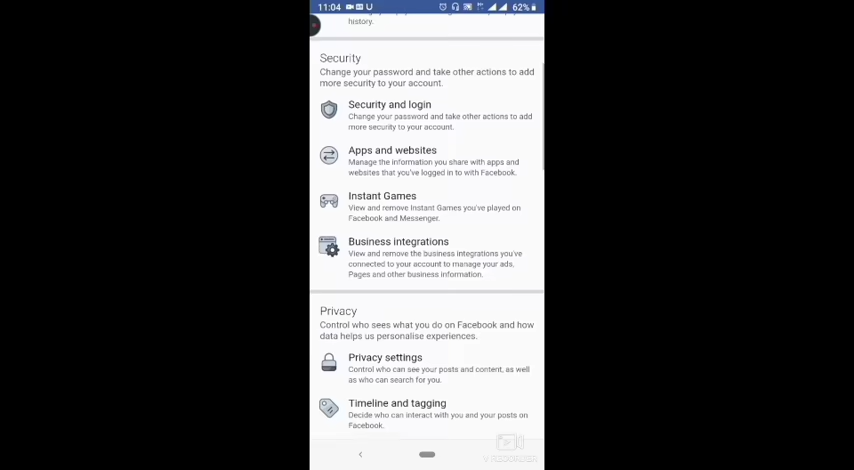 11:04
62%
history.
Security
Change your password and take other actions to add
more security to your account.
Security and login
Change your password and take other actions to add
more security to your account.
Apps and websites
Manage the information you share with apps and
websites that you've logged in to with Facebook.
Instant Games
View and remove Instant Games you've played on
Facebook and Messenger.
Business integrations
View and remove the business integrations you've
connected to your account to manage your ads,
Pages and other business information.
Privacy
Control who sees what you do on Facebook and how
data helps us personalise experiences.
Privacy settings
Control who can see your posts and content, as well
as who can search for you.
Timeline and tagging
Decide who can interact with you and your posts on
Facebook.
V RECORDER